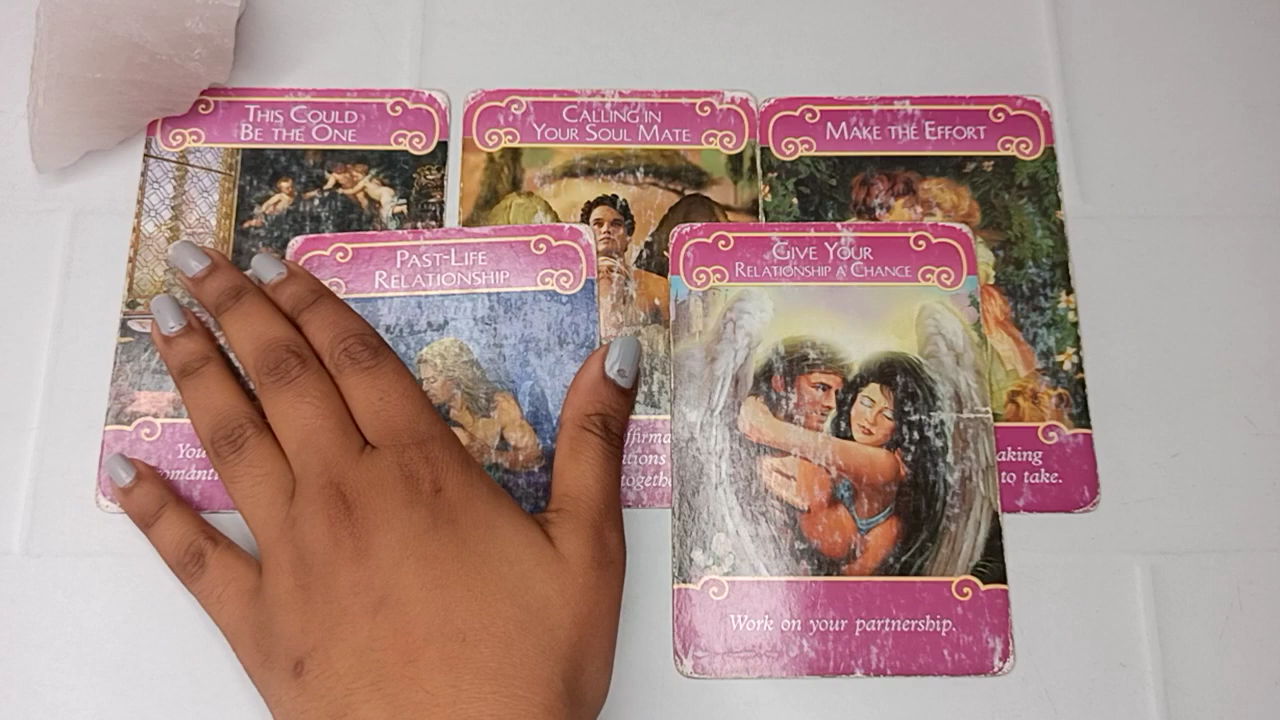 THIS COULD
BE THE ONE
CALLING IN
YOUR SOUL MATE
MAKE THE EFFORT
PAST-LIFE
RELATIONSHIP
GIVE YOUR
RELATIONSHIP A CHANCE
to take.
Work on your partnership.